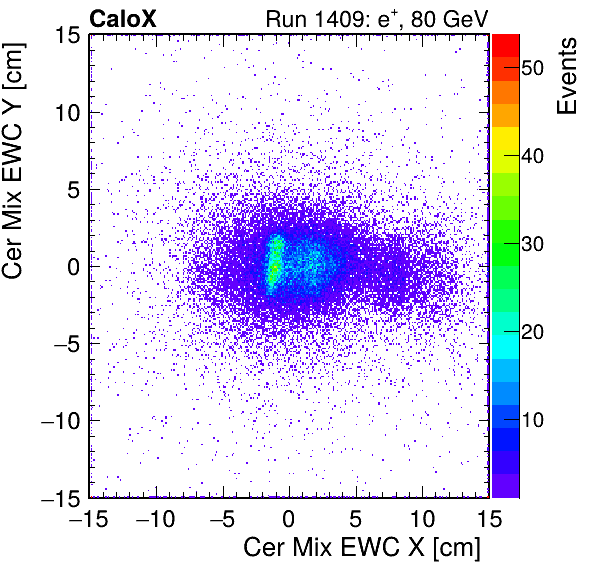 CaloX Run 1409: e+, 80 GeV
Cer Mix EWC Y [cm]
15
10
5
0
−5
−10
−15
−15 −10 −5 0 5 10 15
Cer Mix EWC X [cm]
Events
50
40
30
20
10